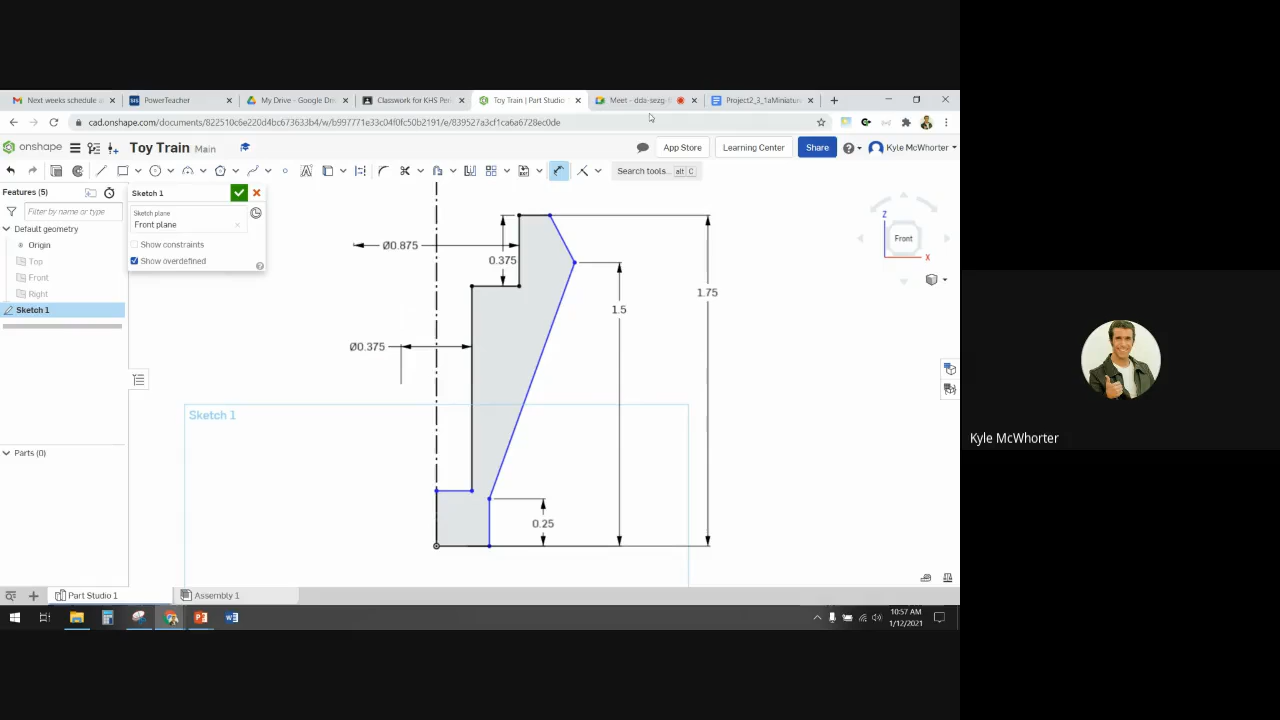 Next weeks schedule a
PowerTeacher
My Drive - Google Dri
Classwork for KHS Peri
Toy Train | Part Studio
Meet - dda-sezg-
Project2_3_1aMiniatur
cad.onshape.com/documents/822510c6e220d4bc673633b4/w/b997771e33c04f0fc50b2191/e/839527a3cf1ca6a6728ec0de
onshape
Toy Train Main
App Store
Learning Center
Share
Kyle McWhorter
Search tools... alt C
Features (5)
Filter by name or type
Default geometry
Origin
Top
Front
Right
Sketch 1
Parts (0)
Sketch 1
Sketch plane
Front plane
Show constraints
Show overdefined
Ø0.875
0.375
Ø0.375
1.5
1.75
0.25
Sketch 1
Z
Front
X
Part Studio 1
Assembly 1
10:57 AM
1/12/2021
Kyle McWhorter